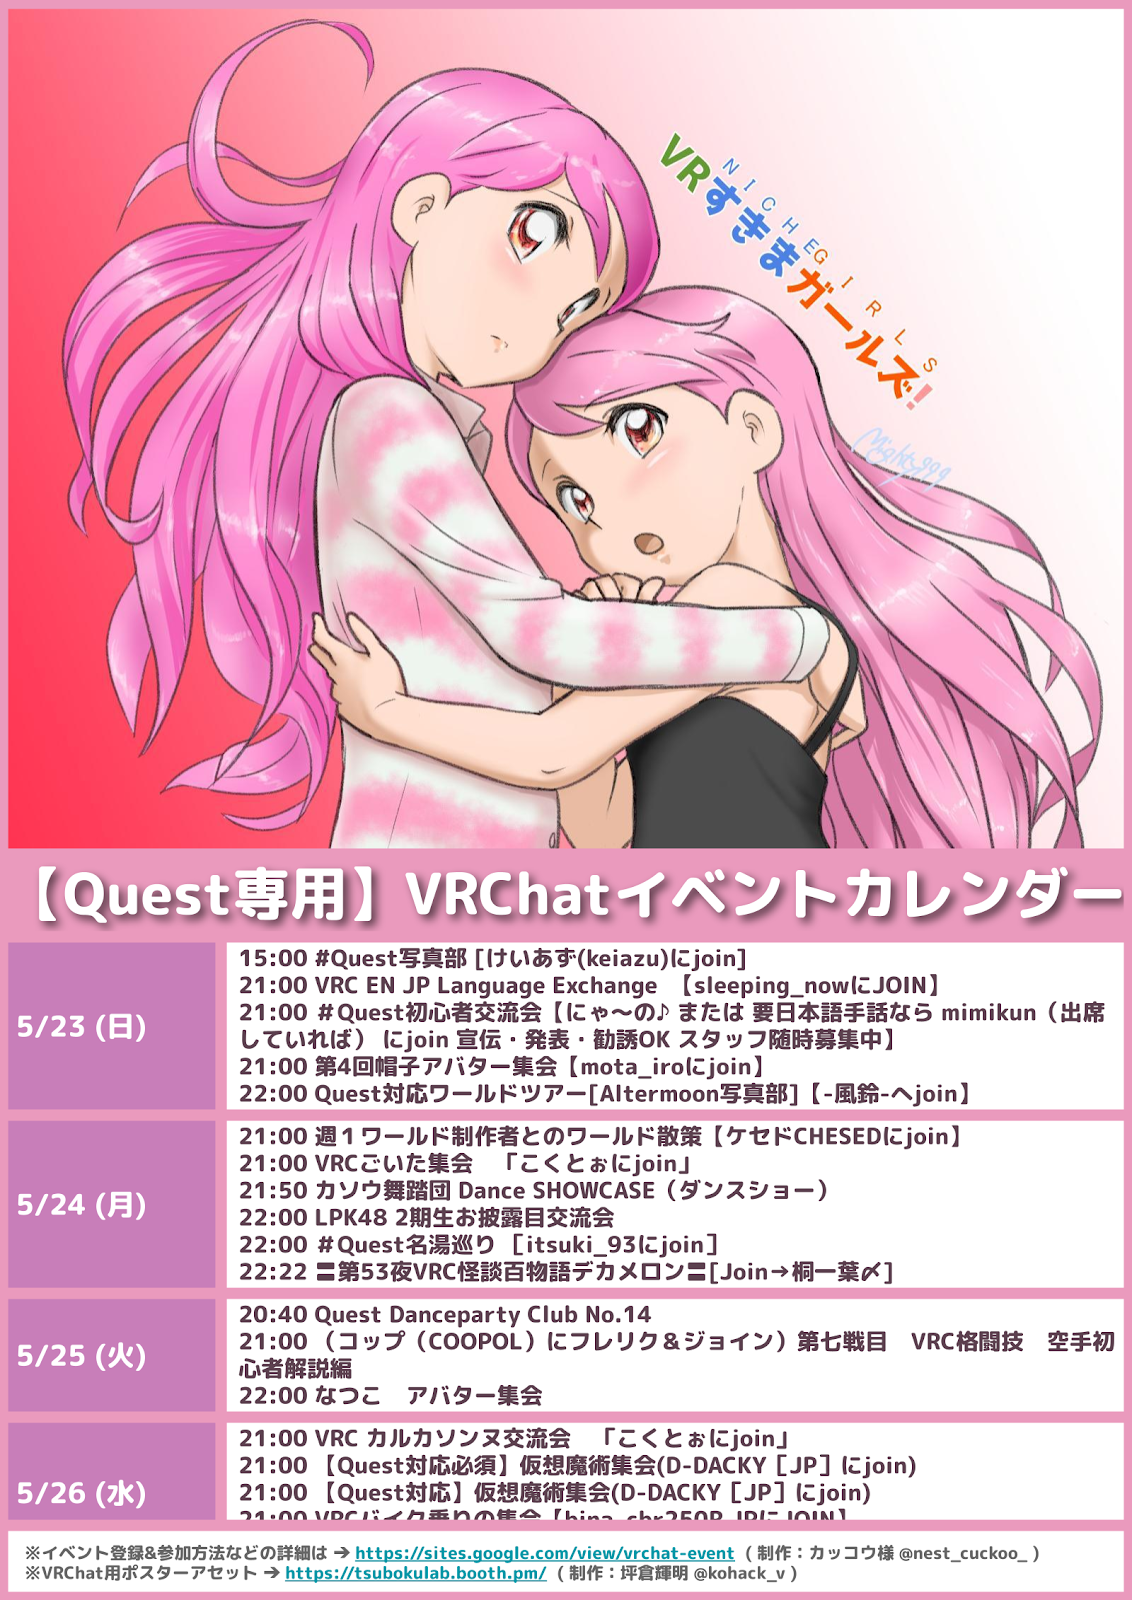 VRすきまガールズ!
NICHE GIRLS
Mighty999
【Quest専用】VRChatイベントカレンダー
5/23 (日)
15:00 #Quest写真部 [けいあず(keiazu)にjoin]
21:00 VRC EN JP Language Exchange 【sleeping_nowにJOIN】
21:00 ＃Quest初心者交流会【にゃ〜の♪ または 要日本語手話なら mimikun（出席
していれば） にjoin 宣伝・発表・勧誘OK スタッフ随時募集中】
21:00 第4回帽子アバター集会【mota_iroにjoin】
22:00 Quest対応ワールドツアー[Altermoon写真部]【-風鈴-へjoin】
5/24 (月)
21:00 週１ワールド制作者とのワールド散策【ケセドCHESEDにjoin】
21:00 VRCごいた集会　「こくとぉにjoin」
21:50 カソウ舞踏団 Dance SHOWCASE（ダンスショー）
22:00 LPK48 2期生お披露目交流会
22:00 ＃Quest名湯巡り ［itsuki_93にjoin］
22:22 〓第53夜VRC怪談百物語デカメロン〓[Join→桐一葉〆]
5/25 (火)
20:40 Quest Danceparty Club No.14
21:00 （コップ（COOPOL）にフレリク＆ジョイン）第七戦目　VRC格闘技　空手初
心者解説編
22:00 なつこ　アバター集会
5/26 (水)
21:00 VRC カルカソンヌ交流会　「こくとぉにjoin」
21:00 【Quest対応必須】仮想魔術集会(D-DACKY［JP］にjoin)
21:00 【Quest対応】仮想魔術集会(D-DACKY［JP］にjoin)
21:00 VRCバイク乗りの集会【hina_cbr250R JPにJOIN】
※イベント登録&参加方法などの詳細は ➔ https://sites.google.com/view/vrchat-event （ 制作：カッコウ様 @nest_cuckoo_ ）
※VRChat用ポスターアセット ➔ https://tsubokulab.booth.pm/ （ 制作：坪倉輝明 @kohack_v ）